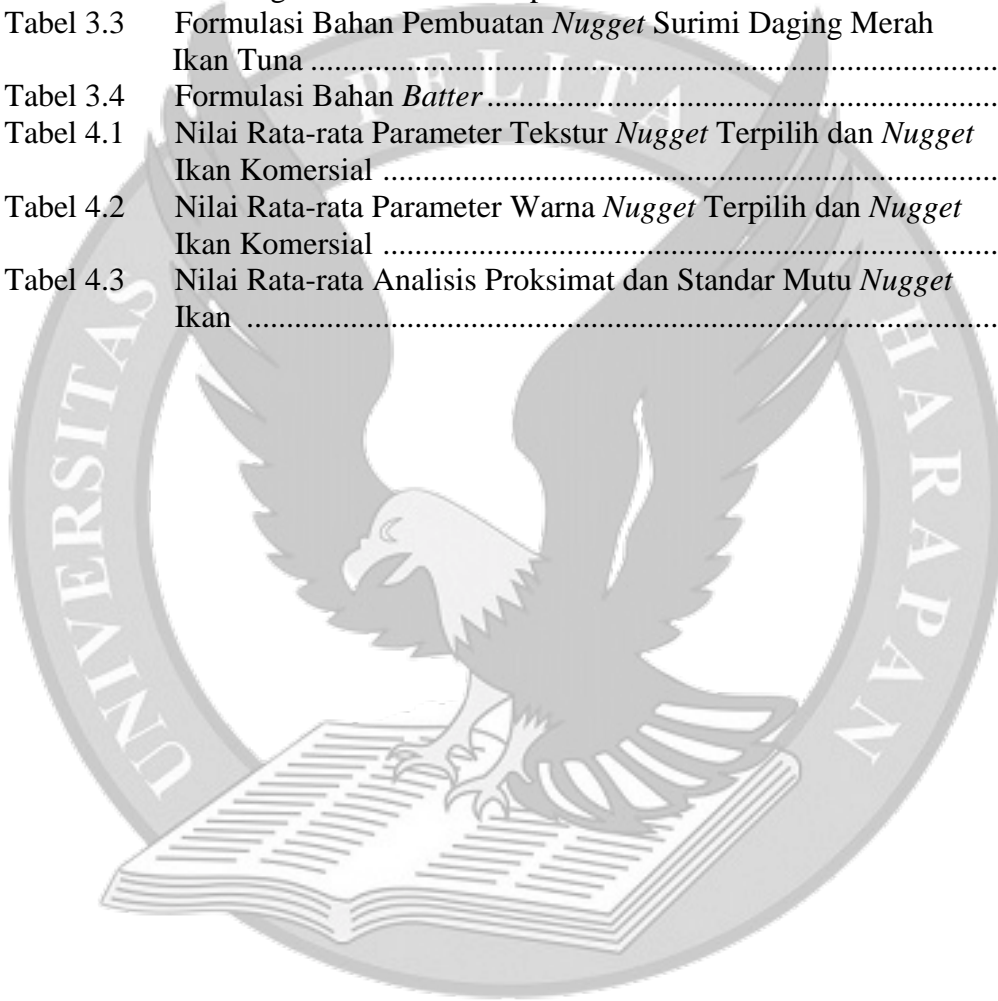 Tabel 3.3 Formulasi Bahan Pembuatan Nugget Surimi Daging Merah
Ikan Tuna ......................................................................................
Tabel 3.4 Formulasi Bahan Batter ................................................................
Tabel 4.1 Nilai Rata-rata Parameter Tekstur Nugget Terpilih dan Nugget
Ikan Komersial .............................................................................
Tabel 4.2 Nilai Rata-rata Parameter Warna Nugget Terpilih dan Nugget
Ikan Komersial .............................................................................
Tabel 4.3 Nilai Rata-rata Analisis Proksimat dan Standar Mutu Nugget
Ikan ..............................................................................................
UNIVERSITAS PELITA HARAPAN